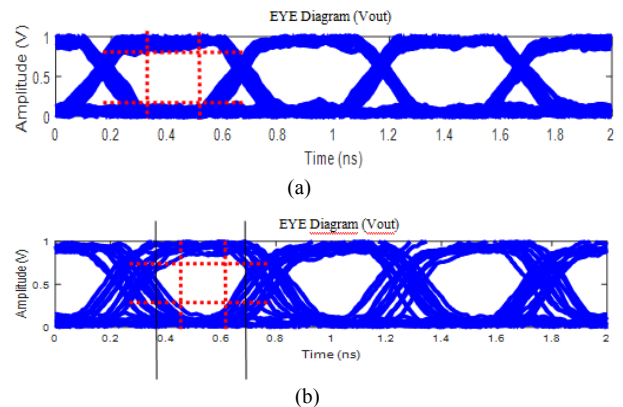 EYE Diagram (Vout)
Amplitude (V)
1
0.5
0
0 0.2 0.4 0.6 0.8 1 1.2 1.4 1.6 1.8 2
Time (ns)
(a)
EYE Diagram (Vout)
Amplitude (V)
1
0.5
0
0 0.2 0.4 0.6 0.8 1 1.2 1.4 1.6 1.8 2
Time (ns)
(b)